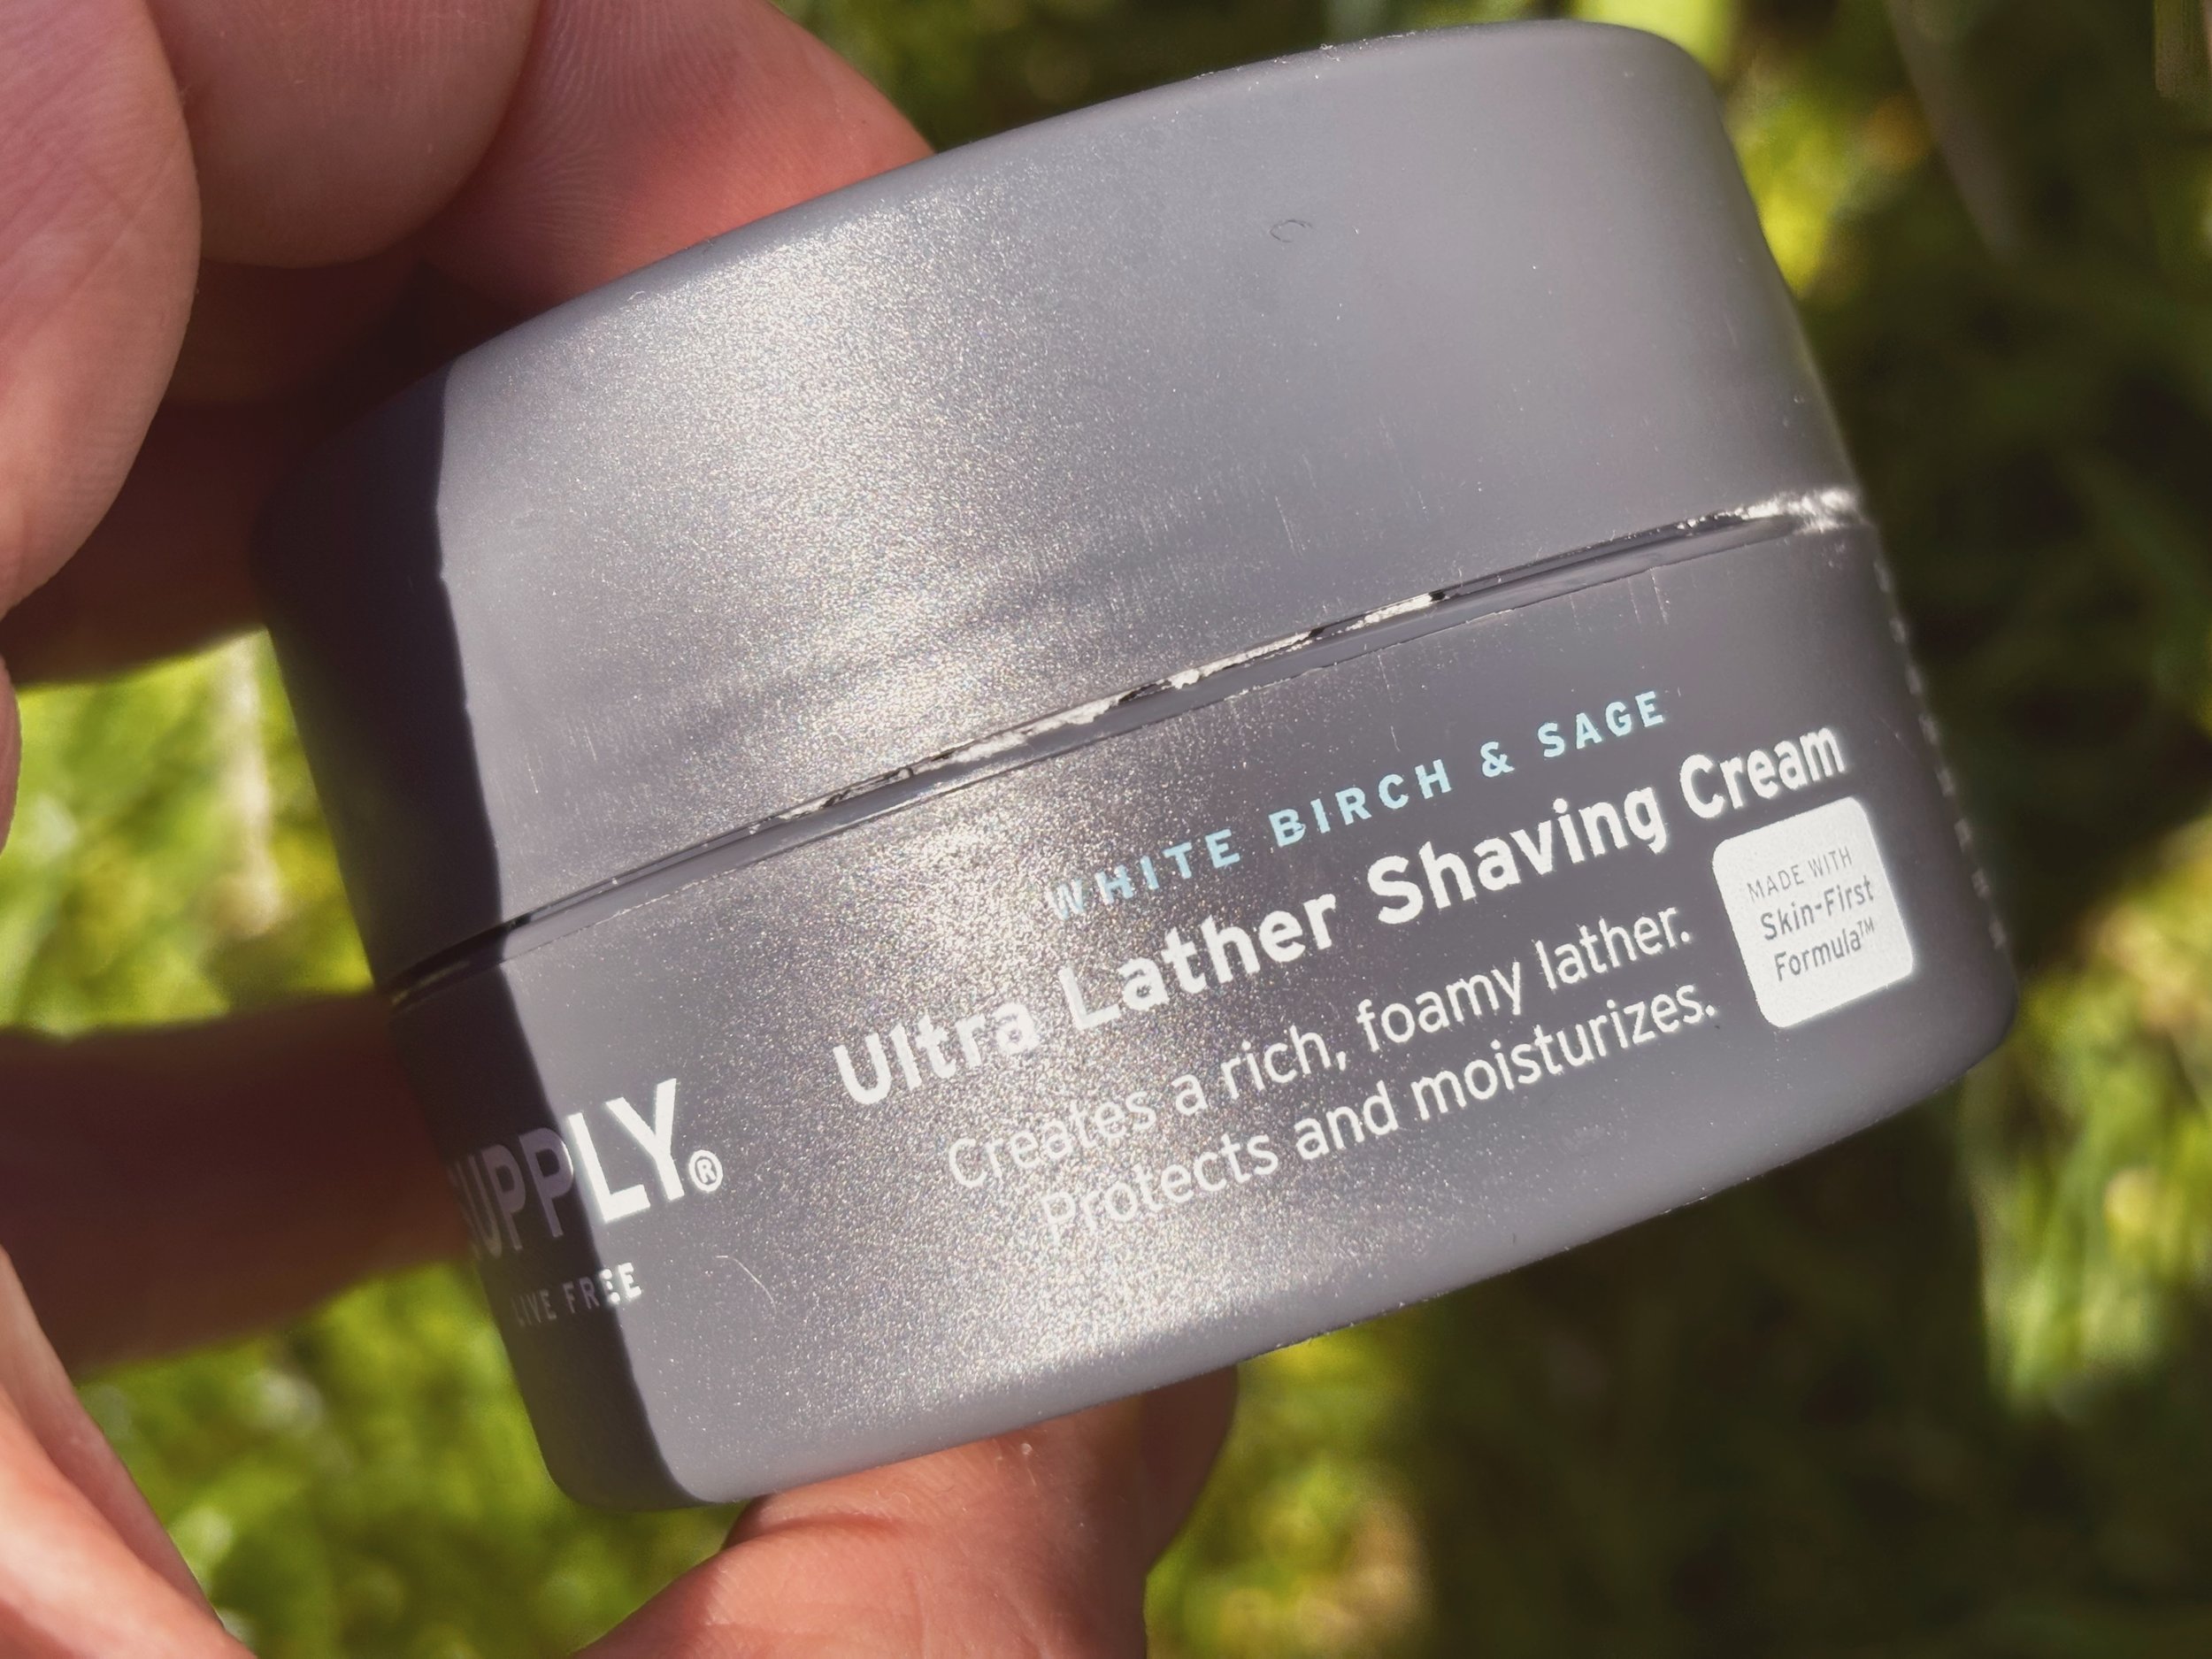 SUPPLY®
LIVE FREE
WHITE BIRCH & SAGE
Ultra Lather Shaving Cream
Creates a rich, foamy lather.
Protects and moisturizes.
MADE WITH
Skin-First
Formula™